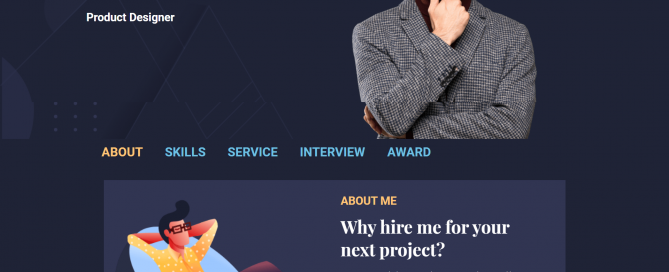 Product Designer
ABOUT SKILLS SERVICE INTERVIEW AWARD
ABOUT ME
Why hire me for your
next project?